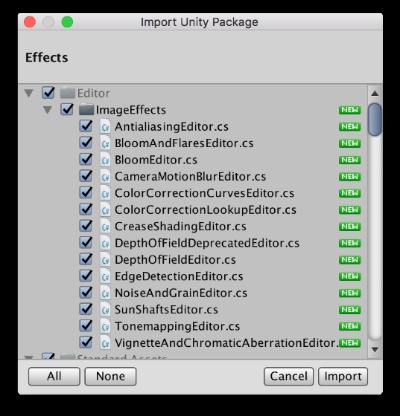 Import Unity Package
Effects
Editor
ImageEffects NEW
AntialiasingEditor.cs NEW
BloomAndFlaresEditor.cs NEW
BloomEditor.cs NEW
CameraMotionBlurEditor.cs NEW
ColorCorrectionCurvesEditor.cs NEW
ColorCorrectionLookupEditor.cs NEW
CreaseShadingEditor.cs NEW
DepthOfFieldDeprecatedEditor.cs NEW
DepthOfFieldEditor.cs NEW
EdgeDetectionEditor.cs NEW
NoiseAndGrainEditor.cs NEW
SunShaftsEditor.cs NEW
TonemappingEditor.cs NEW
VignetteAndChromaticAberrationEditor. NEW
Standard Assets
All None Cancel Import